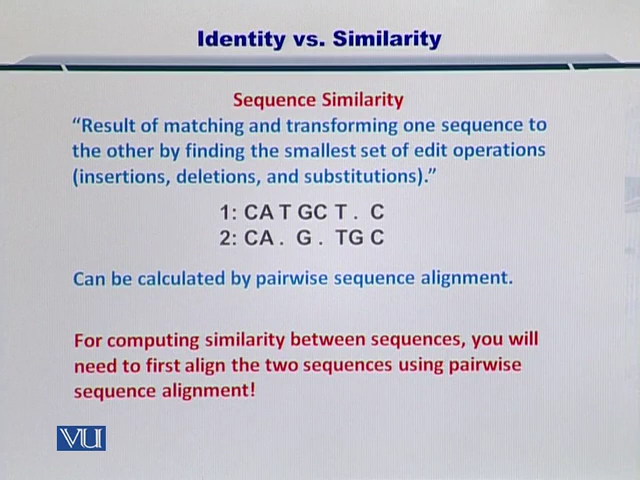 Identity vs. Similarity
Sequence Similarity
“Result of matching and transforming one sequence to
the other by finding the smallest set of edit operations
(insertions, deletions, and substitutions).”
1: CA T GC T . C
2: CA . G . TG C
Can be calculated by pairwise sequence alignment.
For computing similarity between sequences, you will
need to first align the two sequences using pairwise
sequence alignment!
VU